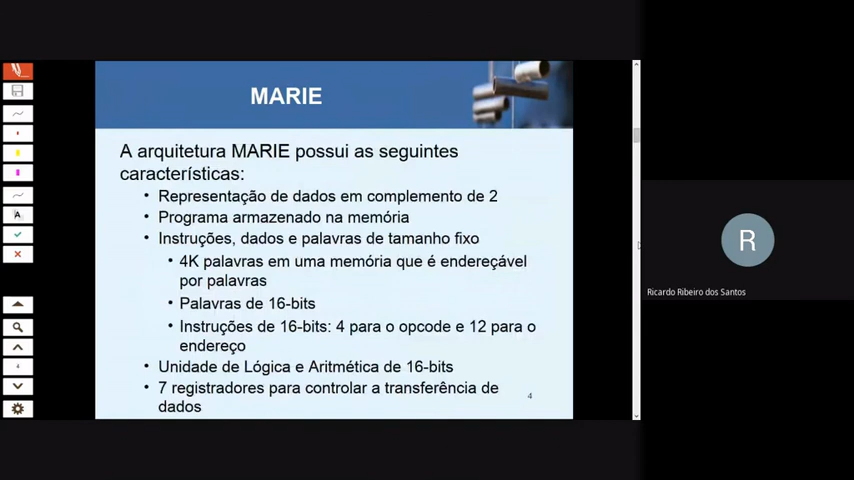 MARIE
A arquitetura MARIE possui as seguintes
características:
• Representação de dados em complemento de 2
• Programa armazenado na memória
• Instruções, dados e palavras de tamanho fixo
• 4K palavras em uma memória que é endereçável
por palavras
• Palavras de 16-bits
• Instruções de 16-bits: 4 para o opcode e 12 para o
endereço
• Unidade de Lógica e Aritmética de 16-bits
• 7 registradores para controlar a transferência de
dados
4
A
4
R
Ricardo Ribeiro dos Santos